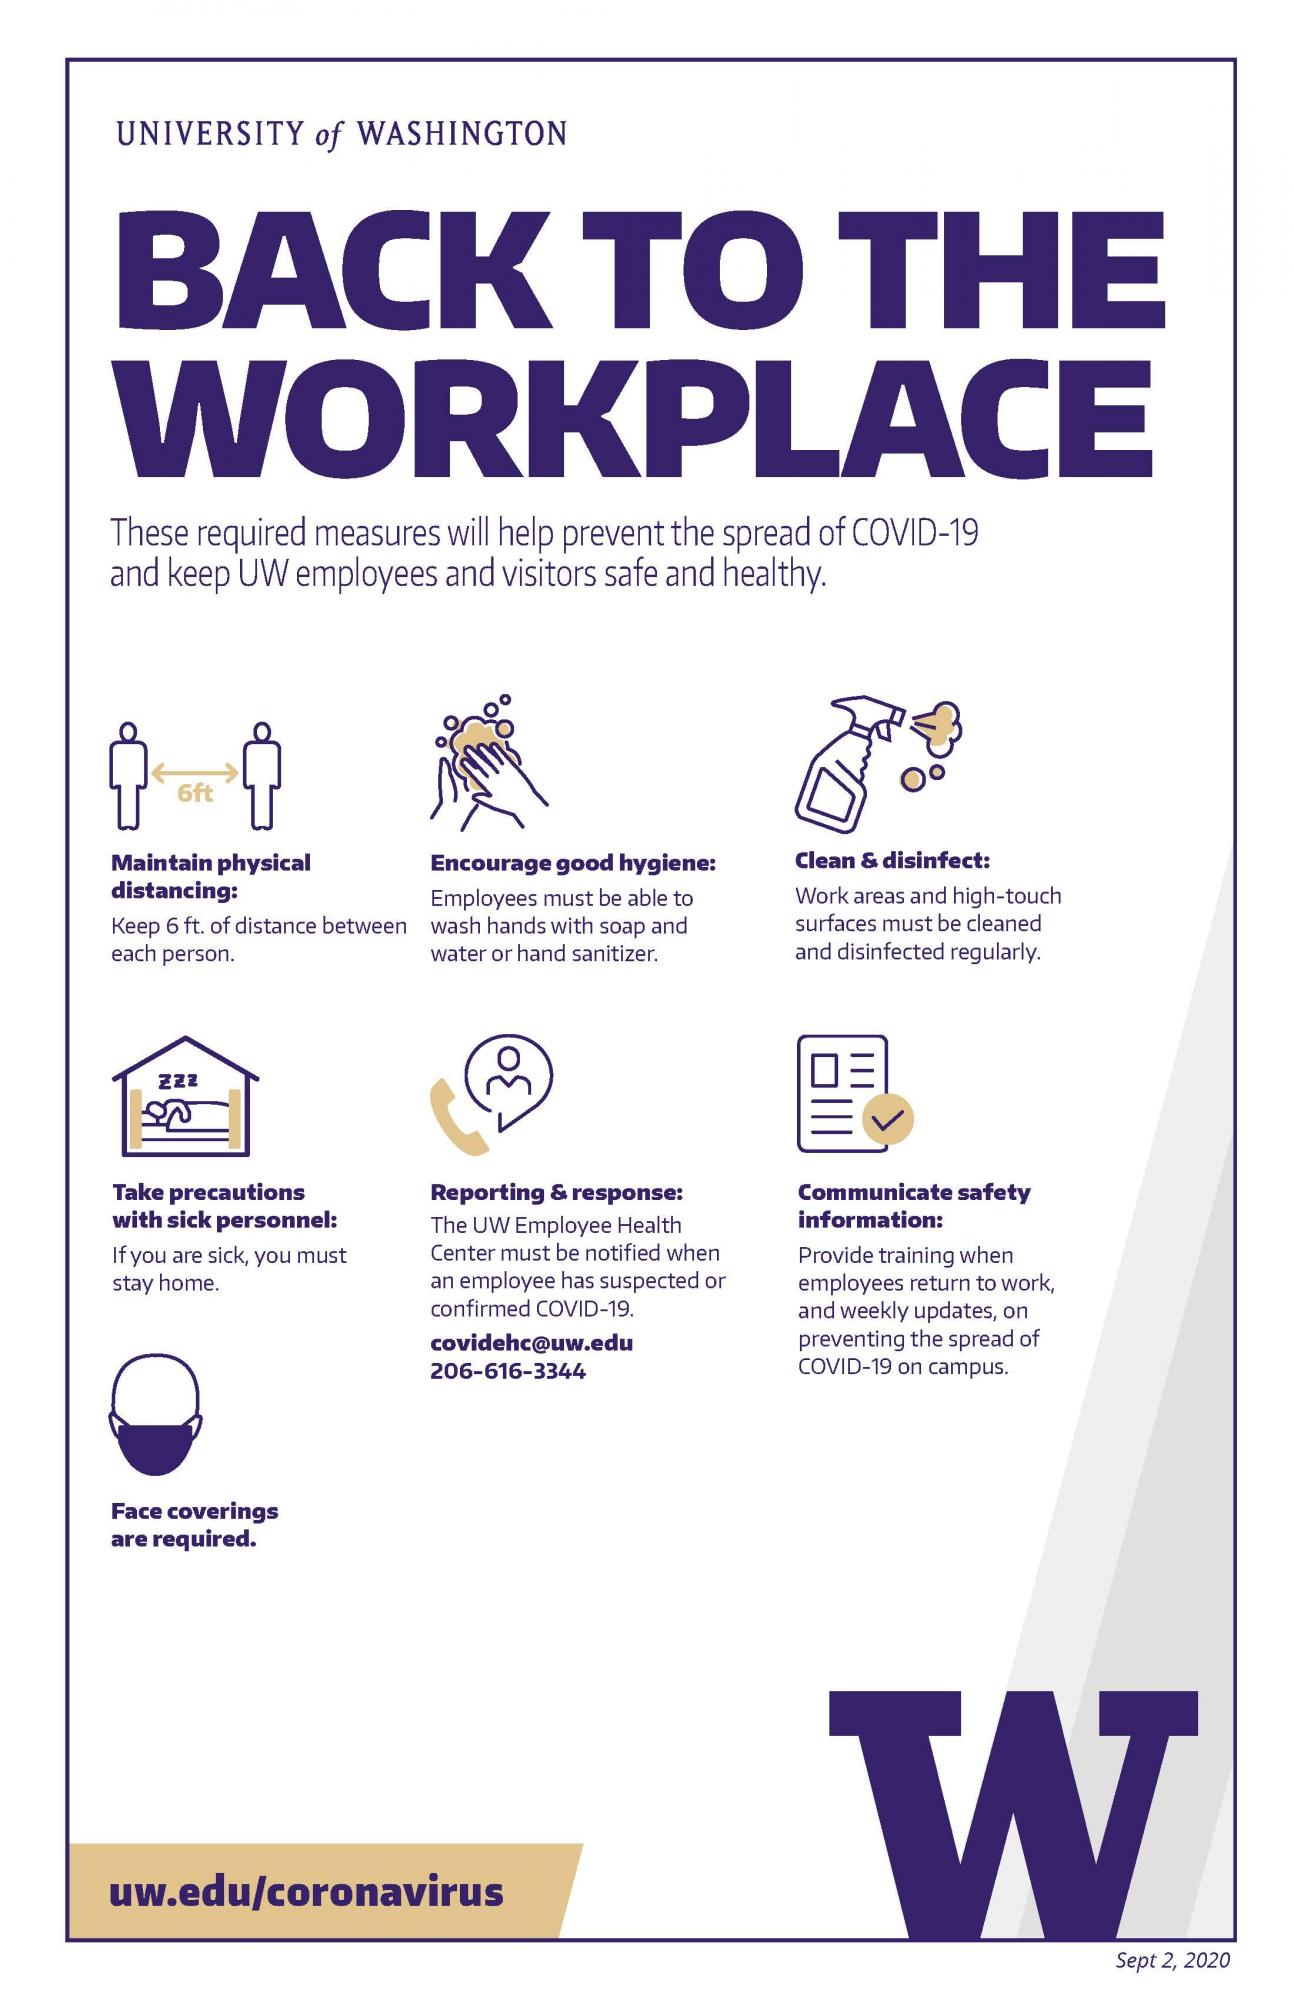 UNIVERSITY of WASHINGTON
BACK TO THE
WORKPLACE
These required measures will help prevent the spread of COVID-19
and keep UW employees and visitors safe and healthy.
6ft
Maintain physical
distancing:
Keep 6 ft. of distance between
each person.
Encourage good hygiene:
Employees must be able to
wash hands with soap and
water or hand sanitizer.
Clean & disinfect:
Work areas and high-touch
surfaces must be cleaned
and disinfected regularly.
zzz
Take precautions
with sick personnel:
If you are sick, you must
stay home.
Reporting & response:
The UW Employee Health
Center must be notified when
an employee has suspected or
confirmed COVID-19.
covidehc@uw.edu
206-616-3344
Communicate safety
information:
Provide training when
employees return to work,
and weekly updates, on
preventing the spread of
COVID-19 on campus.
Face coverings
are required.
uw.edu/coronavirus
W
Sept 2, 2020